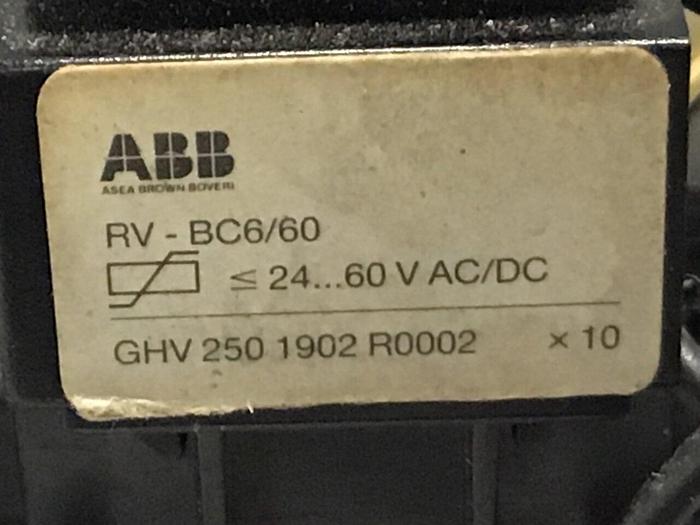 ABB
ASEA BROWN BOVERI
RV - BC6/60
≤ 24...60 V AC/DC
GHV 250 1902 R0002 × 10